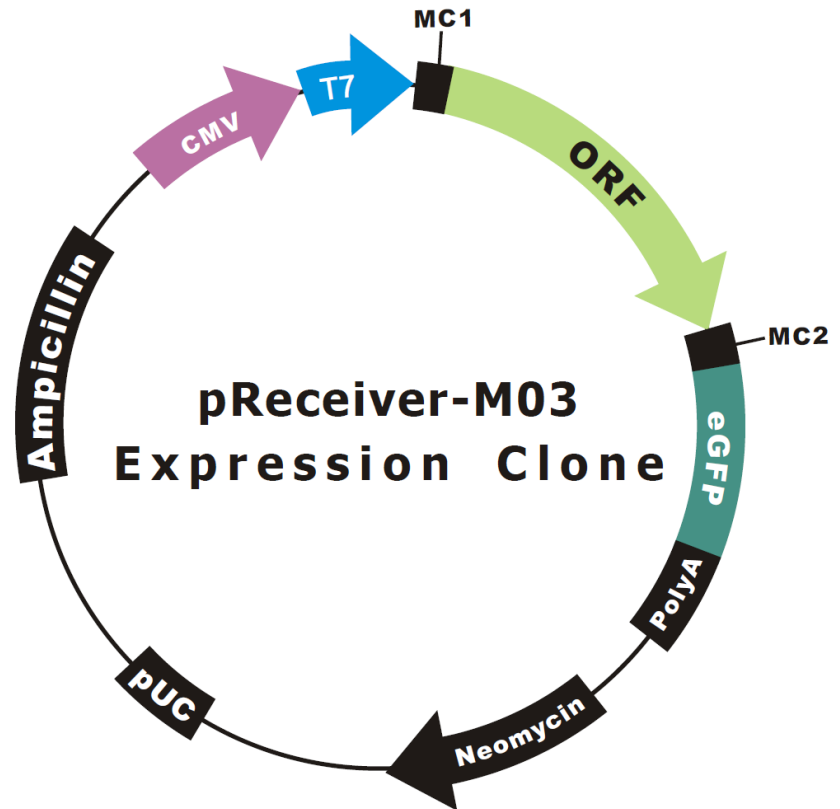 MC1
T7
CMV
ORF
MC2
Ampicillin
pReceiver-M03
Expression Clone
eGFP
PolyA
pUC
Neomycin